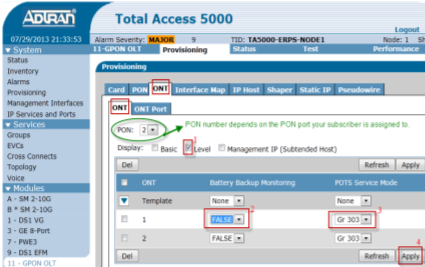 ADTRAN
Total Access 5000
Logout
07/29/2013 21:33:53
Alarm Severity: MAJOR 9 TID: TA5000-ERPS-NODE1 Node: 1 S
System
11-GPON OLT Provisioning Status Test Performance
Status
Inventory
Alarms
Provisioning
Management Interfaces
IP Services and Ports
Services
Groups
EVCs
Cross Connects
Topology
Voice
Modules
A - SM 2-10G
B * SM 2-10G
1 - DS1 VG
3 - GE 8-Port
7 - PWE3
9 - DS1 EFM
11 - GPON OLT
Provisioning
Card PON ONT Interface Map IP Host Shaper Static IP Pseudowire
ONT ONT Port
PON: 2 PON number depends on the PON port your subscriber is assigned to.
1
Display: Basic Level Management IP (Subtended Host)
Del Refresh Apply
ONT Battery Backup Monitoring POTS Service Mode
Template None None
2 3
1 FALSE Gr 303
2 FALSE Gr 303
4
Del Refresh Apply